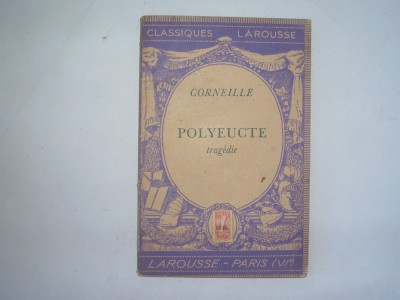 CLASSIQUES LAROUSSE
CORNEILLE
POLYEUCTE
tragédie
LAROUSSE - PARIS (VIe